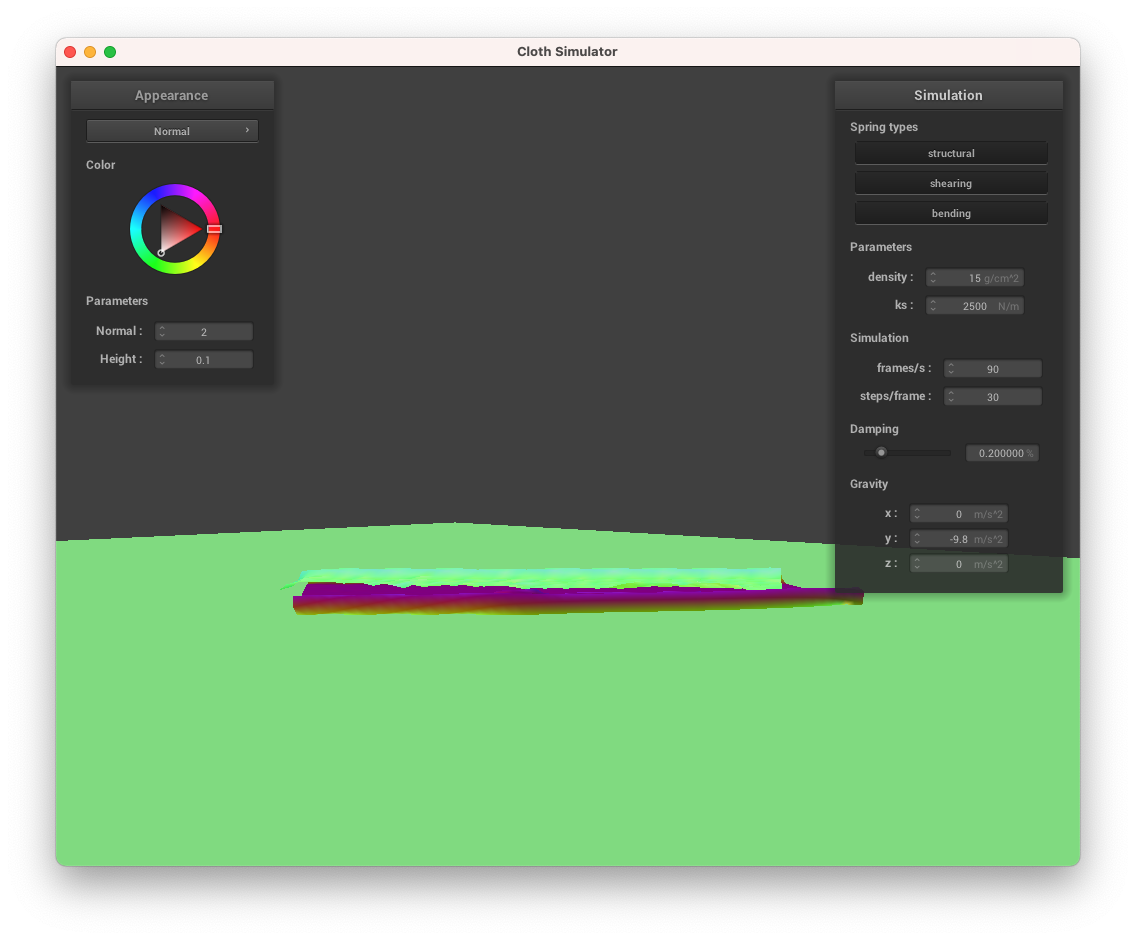 Cloth Simulator
Appearance
Normal ›
Color
Parameters
Normal : 2
Height : 0.1
Simulation
Spring types
structural
shearing
bending
Parameters
density : 15 g/cm^2
ks : 2500 N/m
Simulation
frames/s : 90
steps/frame : 30
Damping
0.200000 %
Gravity
x : 0 m/s^2
y : -9.8 m/s^2
z : 0 m/s^2